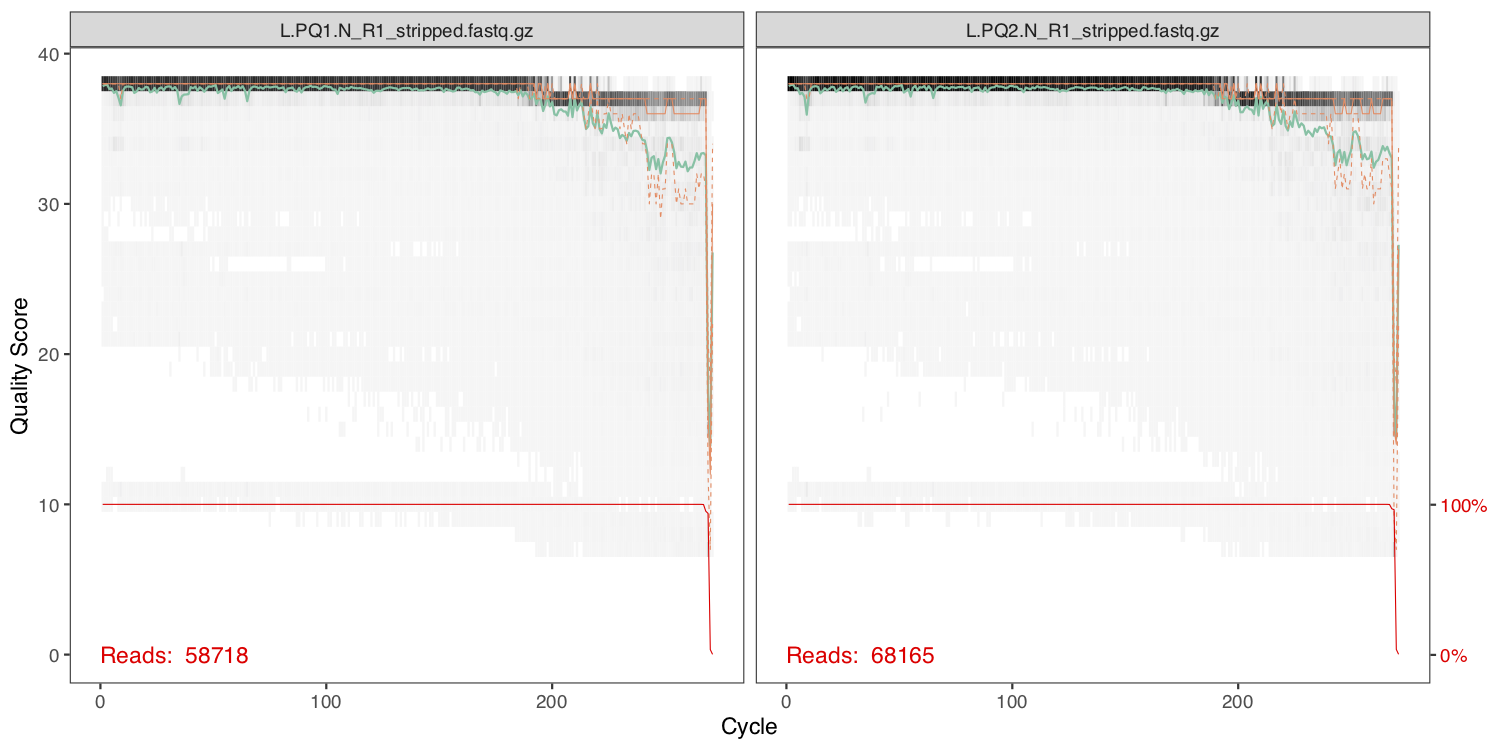 L.PQ1.N_R1_stripped.fastq.gz
L.PQ2.N_R1_stripped.fastq.gz
Quality Score
40
30
20
10
0
Reads: 58718
Reads: 68165
100%
0%
0 100 200
0 100 200
Cycle